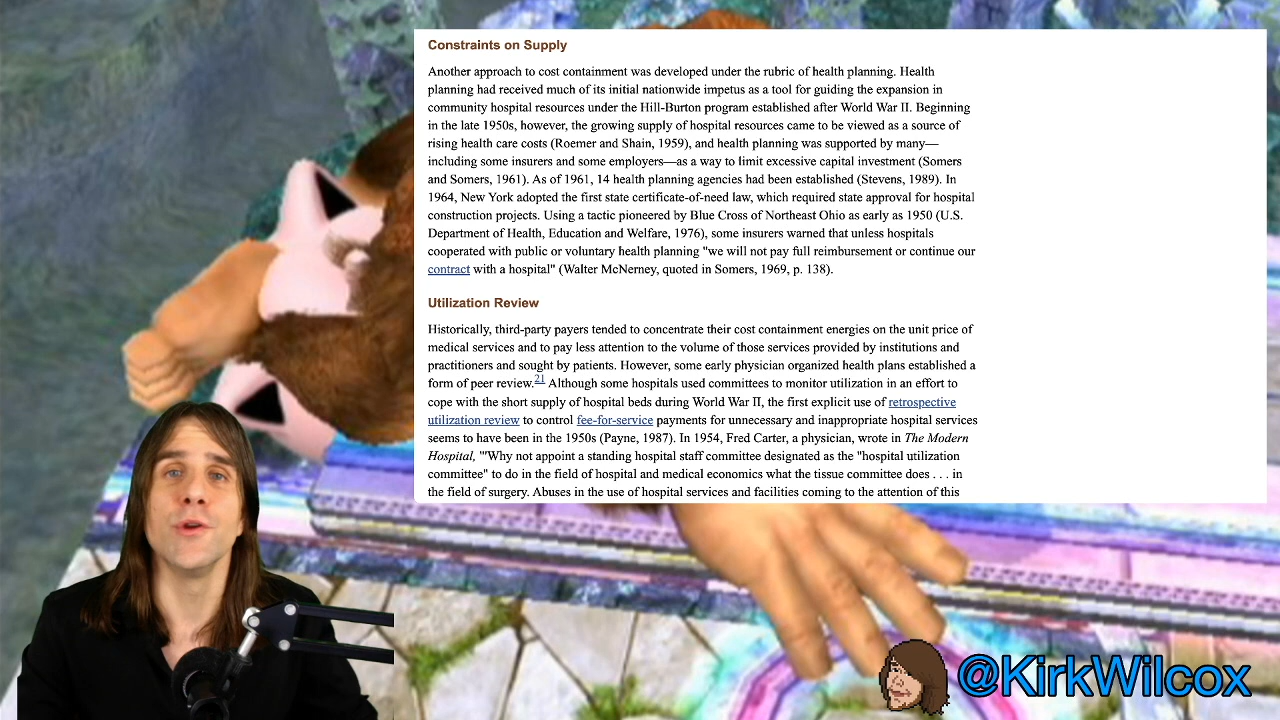 Constraints on Supply
Another approach to cost containment was developed under the rubric of health planning. Health
planning had received much of its initial nationwide impetus as a tool for guiding the expansion in
community hospital resources under the Hill-Burton program established after World War II. Beginning
in the late 1950s, however, the growing supply of hospital resources came to be viewed as a source of
rising health care costs (Roemer and Shain, 1959), and health planning was supported by many—
including some insurers and some employers—as a way to limit excessive capital investment (Somers
and Somers, 1961). As of 1961, 14 health planning agencies had been established (Stevens, 1989). In
1964, New York adopted the first state certificate-of-need law, which required state approval for hospital
construction projects. Using a tactic pioneered by Blue Cross of Northeast Ohio as early as 1950 (U.S.
Department of Health, Education and Welfare, 1976), some insurers warned that unless hospitals
cooperated with public or voluntary health planning "we will not pay full reimbursement or continue our
contract with a hospital" (Walter McNerney, quoted in Somers, 1969, p. 138).
Utilization Review
Historically, third-party payers tended to concentrate their cost containment energies on the unit price of
medical services and to pay less attention to the volume of those services provided by institutions and
practitioners and sought by patients. However, some early physician organized health plans established a
form of peer review.21 Although some hospitals used committees to monitor utilization in an effort to
cope with the short supply of hospital beds during World War II, the first explicit use of retrospective
utilization review to control fee-for-service payments for unnecessary and inappropriate hospital services
seems to have been in the 1950s (Payne, 1987). In 1954, Fred Carter, a physician, wrote in The Modern
Hospital, "'Why not appoint a standing hospital staff committee designated as the "hospital utilization
committee" to do in the field of hospital and medical economics what the tissue committee does . . . in
the field of surgery. Abuses in the use of hospital services and facilities coming to the attention of this
@KirkWilcox